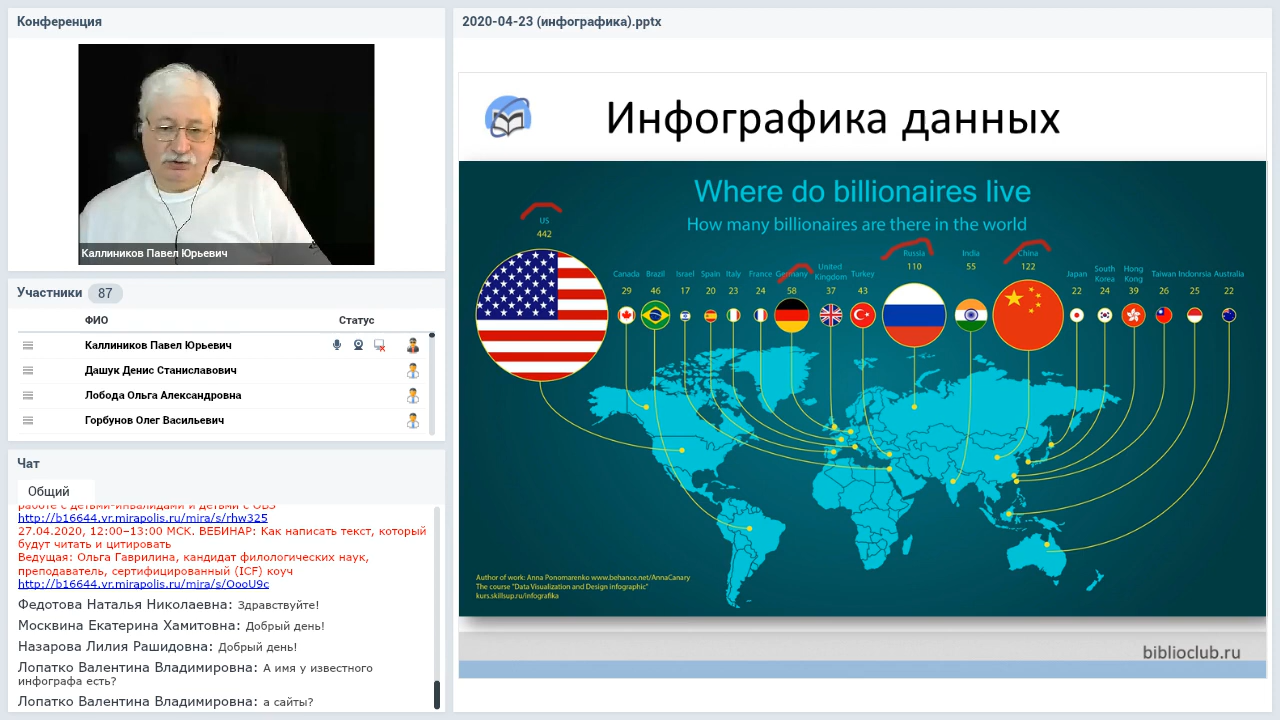 Конференция
Каллиников Павел Юрьевич
Участники 87
ФИО Статус
Каллиников Павел Юрьевич
Дашук Денис Станиславович
Лобода Ольга Александровна
Горбунов Олег Васильевич
Чат
Общий
работе с детьми-инвалидами и детьми с ОВЗ
http://b16644.vr.mirapolis.ru/mira/s/rhw325
27.04.2020, 12:00–13:00 МСК. ВЕБИНАР: Как написать текст, который
будут читать и цитировать
Ведущая: Ольга Гаврилина, кандидат филологических наук,
преподаватель, сертифицированный (ICF) коуч
http://b16644.vr.mirapolis.ru/mira/s/OooU9c
Федотова Наталья Николаевна: Здравствуйте!
Москвина Екатерина Хамитовна: Добрый день!
Назарова Лилия Рашидовна: Добрый день!
Лопатко Валентина Владимировна: А имя у известного
инфографа есть?
Лопатко Валентина Владимировна: а сайты?
2020-04-23 (инфографика).pptx
Инфографика данных
Where do billionaires live
How many billionaires are there in the world
US
442
Canada
29
Brazil
46
Israel
17
Spain
20
Italy
23
France
24
Germany
58
United
Kingdom
37
Turkey
43
Russia
110
India
55
China
122
Japan
22
South
Korea
24
Hong
Kong
39
Taiwan
26
Indonrsia
25
Australia
22
Author of work: Anna Ponomarenko www.behance.net/AnnaCanary
The course "Data Visualization and Design infographic"
kurs.skillsup.ru/infografika
biblioclub.ru